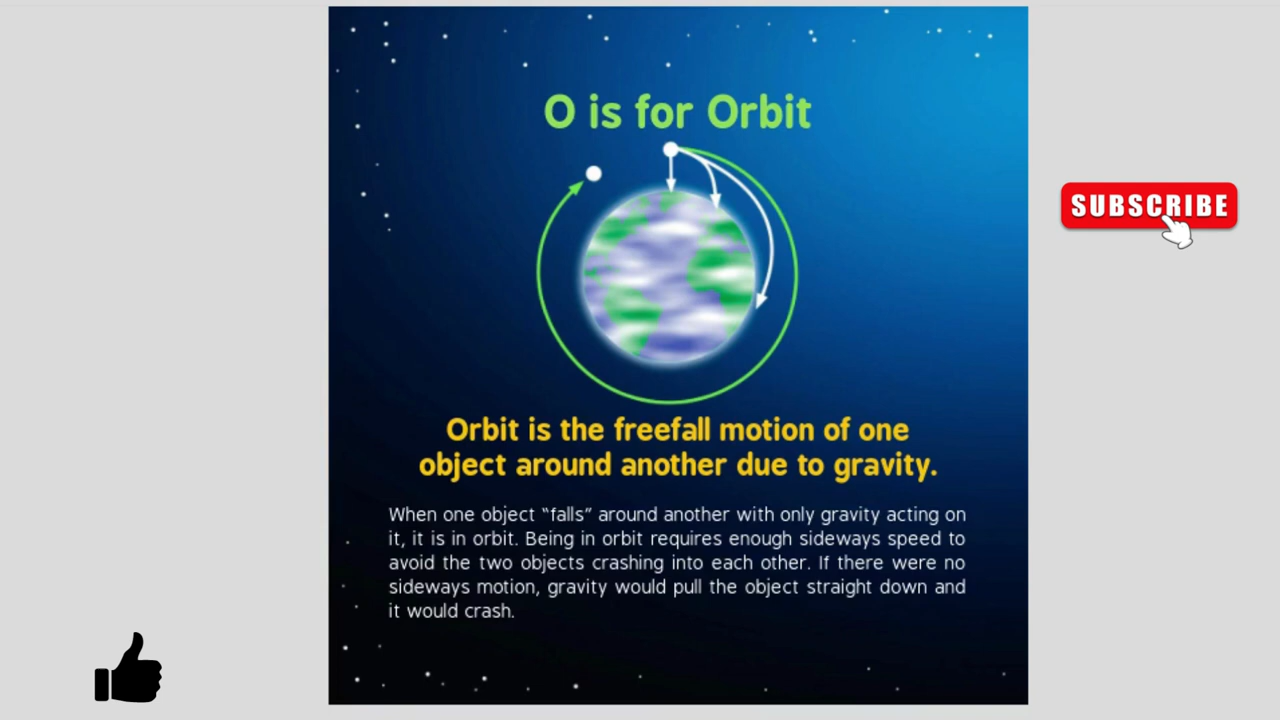 O is for Orbit
SUBSCRIBE
Orbit is the freefall motion of one
object around another due to gravity.
When one object “falls” around another with only gravity acting on
it, it is in orbit. Being in orbit requires enough sideways speed to
avoid the two objects crashing into each other. If there were no
sideways motion, gravity would pull the object straight down and
it would crash.